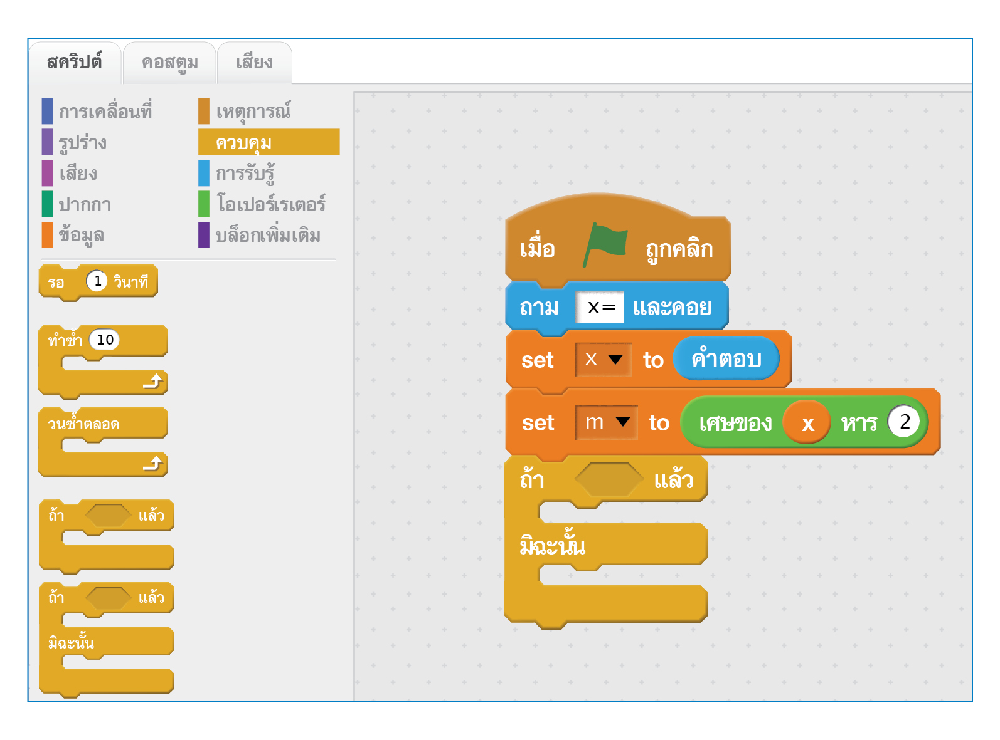 สคริปต์ คอสตูม เสียง
การเคลื่อนที่ เหตุการณ์
รูปร่าง ควบคุม
เสียง การรับรู้
ปากกา โอเปอร์เรเตอร์
ข้อมูล บล็อกเพิ่มเติม
รอ 1 วินาที
ทำซ้ำ 10
วนซ้ำตลอด
ถ้า แล้ว
ถ้า แล้ว
มิฉะนั้น
เมื่อ ถูกคลิก
ถาม x= และคอย
set x to คำตอบ
set m to เศษของ x หาร 2
ถ้า แล้ว
มิฉะนั้น